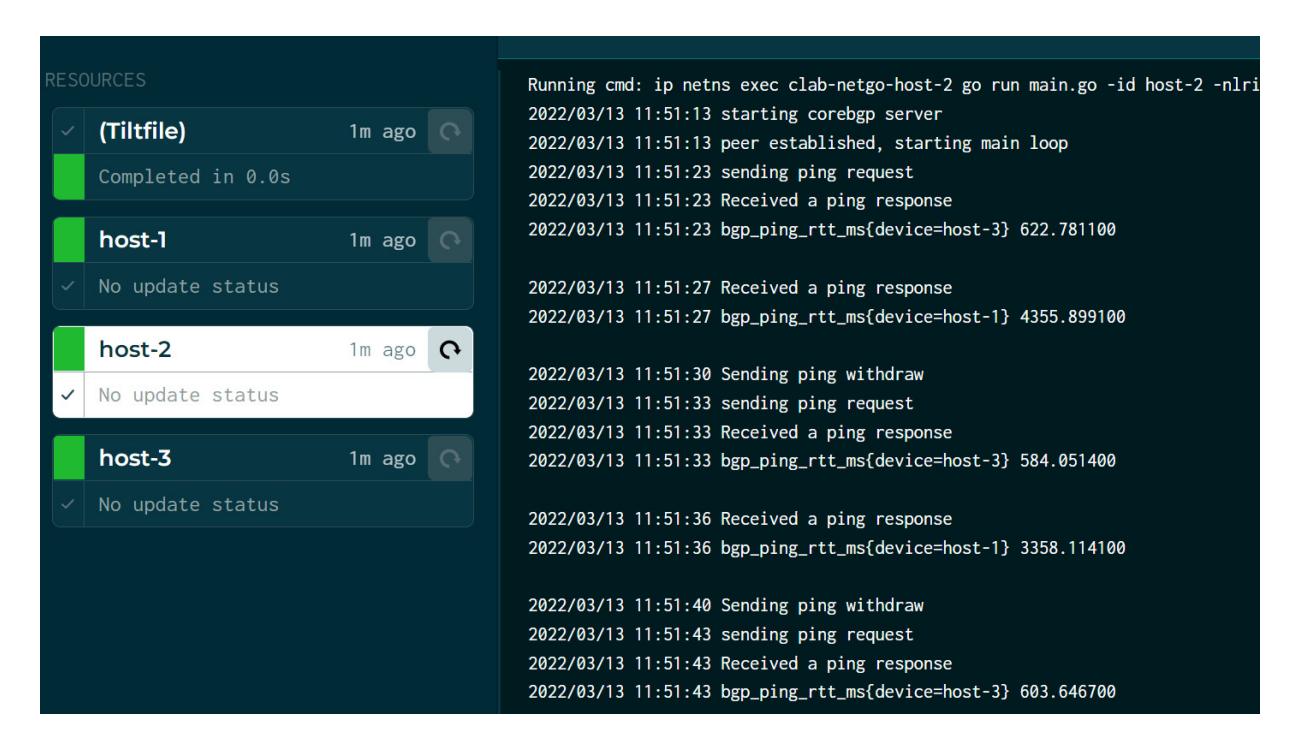 RESOURCES
(Tiltfile) 1m ago
Completed in 0.0s
host-1 1m ago
No update status
host-2 1m ago
No update status
host-3 1m ago
No update status
Running cmd: ip netns exec clab-netgo-host-2 go run main.go -id host-2 -nlri
2022/03/13 11:51:13 starting corebgp server
2022/03/13 11:51:13 peer established, starting main loop
2022/03/13 11:51:23 sending ping request
2022/03/13 11:51:23 Received a ping response
2022/03/13 11:51:23 bgp_ping_rtt_ms{device=host-3} 622.781100
2022/03/13 11:51:27 Received a ping response
2022/03/13 11:51:27 bgp_ping_rtt_ms{device=host-1} 4355.899100
2022/03/13 11:51:30 Sending ping withdraw
2022/03/13 11:51:33 sending ping request
2022/03/13 11:51:33 Received a ping response
2022/03/13 11:51:33 bgp_ping_rtt_ms{device=host-3} 584.051400
2022/03/13 11:51:36 Received a ping response
2022/03/13 11:51:36 bgp_ping_rtt_ms{device=host-1} 3358.114100
2022/03/13 11:51:40 Sending ping withdraw
2022/03/13 11:51:43 sending ping request
2022/03/13 11:51:43 Received a ping response
2022/03/13 11:51:43 bgp_ping_rtt_ms{device=host-3} 603.646700